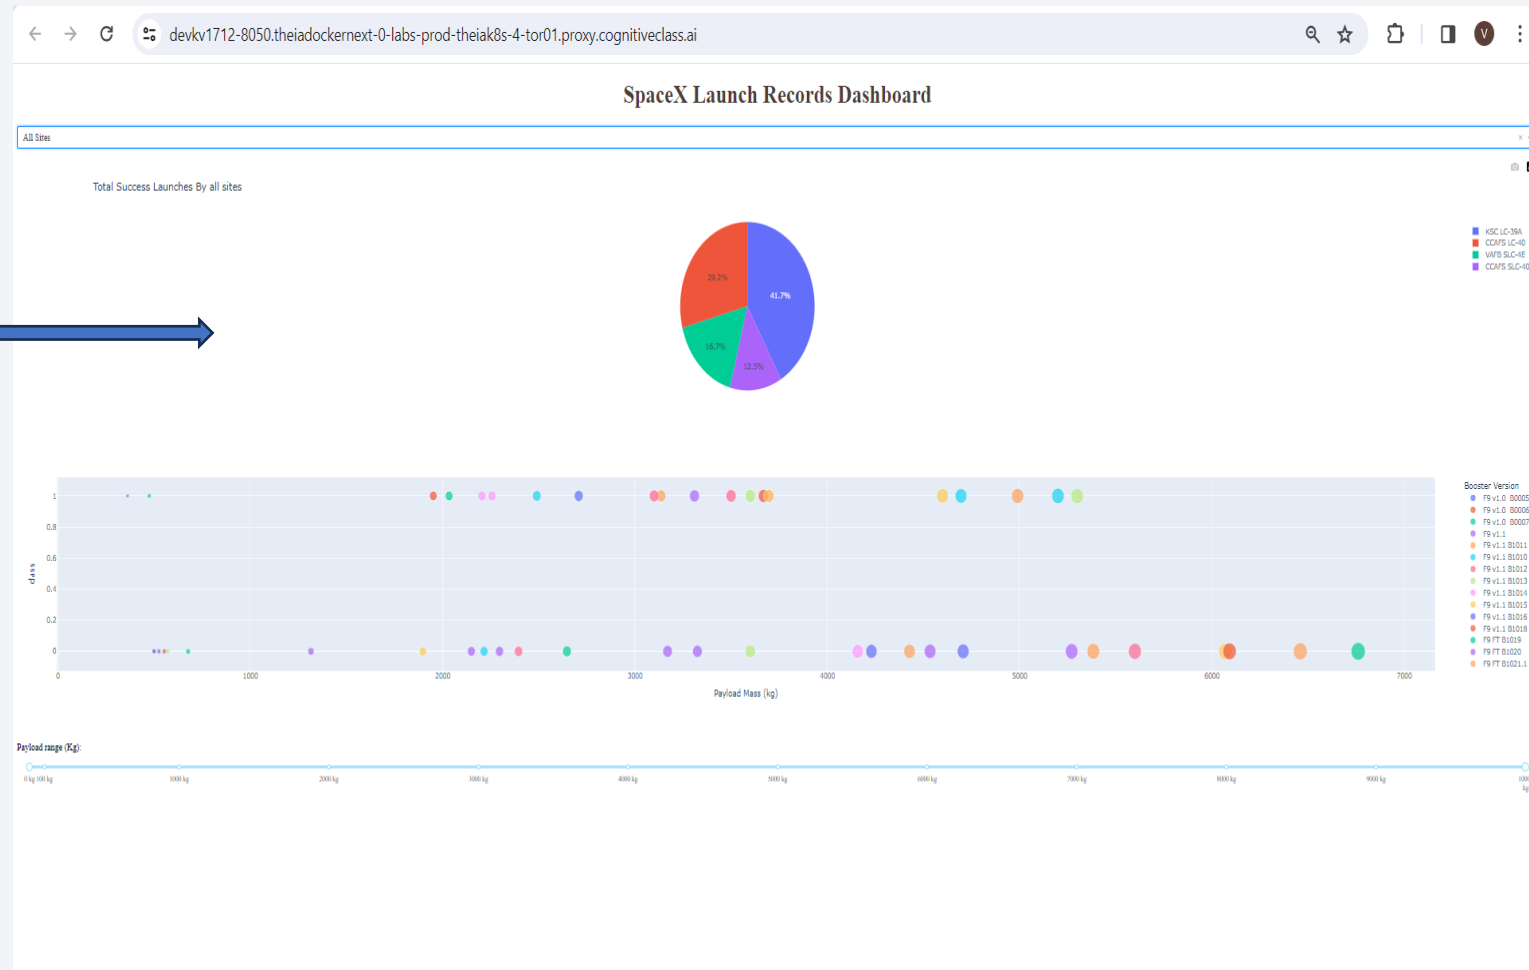 devkv1712-8050.theiadockernext-0-labs-prod-theiak8s-4-tor01.proxy.cognitiveclass.ai
V
SpaceX Launch Records Dashboard
All Sites
Total Success Launches By all sites
KSC LC-39A
CCAFS LC-40
VAFB SLC-4E
CCAFS SLC-40
29.2%
41.7%
16.7%
12.5%
class
1
0.8
0.6
0.4
0.2
0
0 1000 2000 3000 4000 5000 6000 7000
Payload Mass (kg)
Booster Version
F9 v1.0 B0005
F9 v1.0 B0006
F9 v1.0 B0007
F9 v1.1
F9 v1.1 B1011
F9 v1.1 B1010
F9 v1.1 B1012
F9 v1.1 B1013
F9 v1.1 B1014
F9 v1.1 B1015
F9 v1.1 B1016
F9 v1.1 B1018
F9 FT B1019
F9 FT B1020
F9 FT B1021.1
Payload range (Kg):
0 kg 100 kg 1000 kg 2000 kg 3000 kg 4000 kg 5000 kg 6000 kg 7000 kg 8000 kg 9000 kg